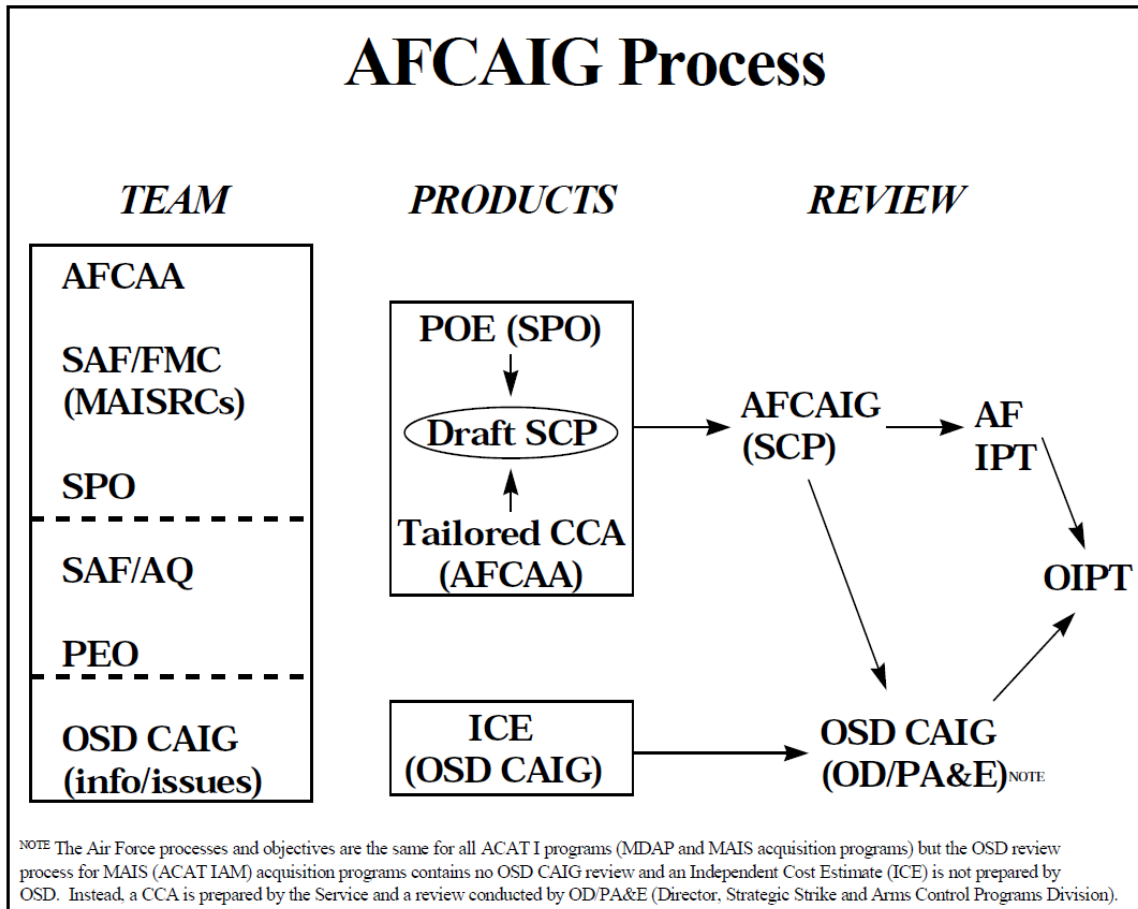 AFCAIG Process
TEAM
PRODUCTS
REVIEW
AFCAA
SAF/FMC
(MAISRCs)
SPO
SAF/AQ
PEO
OSD CAIG
(info/issues)
POE (SPO)
Draft SCP
Tailored CCA
(AFCAA)
ICE
(OSD CAIG)
AFCAIG
(SCP)
AF
IPT
OIPT
OSD CAIG
(OD/PA&E) NOTE
NOTE The Air Force processes and objectives are the same for all ACAT I programs (MDAP and MAIS acquisition programs) but the OSD review
process for MAIS (ACAT IAM) acquisition programs contains no OSD CAIG review and an Independent Cost Estimate (ICE) is not prepared by
OSD. Instead, a CCA is prepared by the Service and a review conducted by OD/PA&E (Director, Strategic Strike and Arms Control Programs Division).